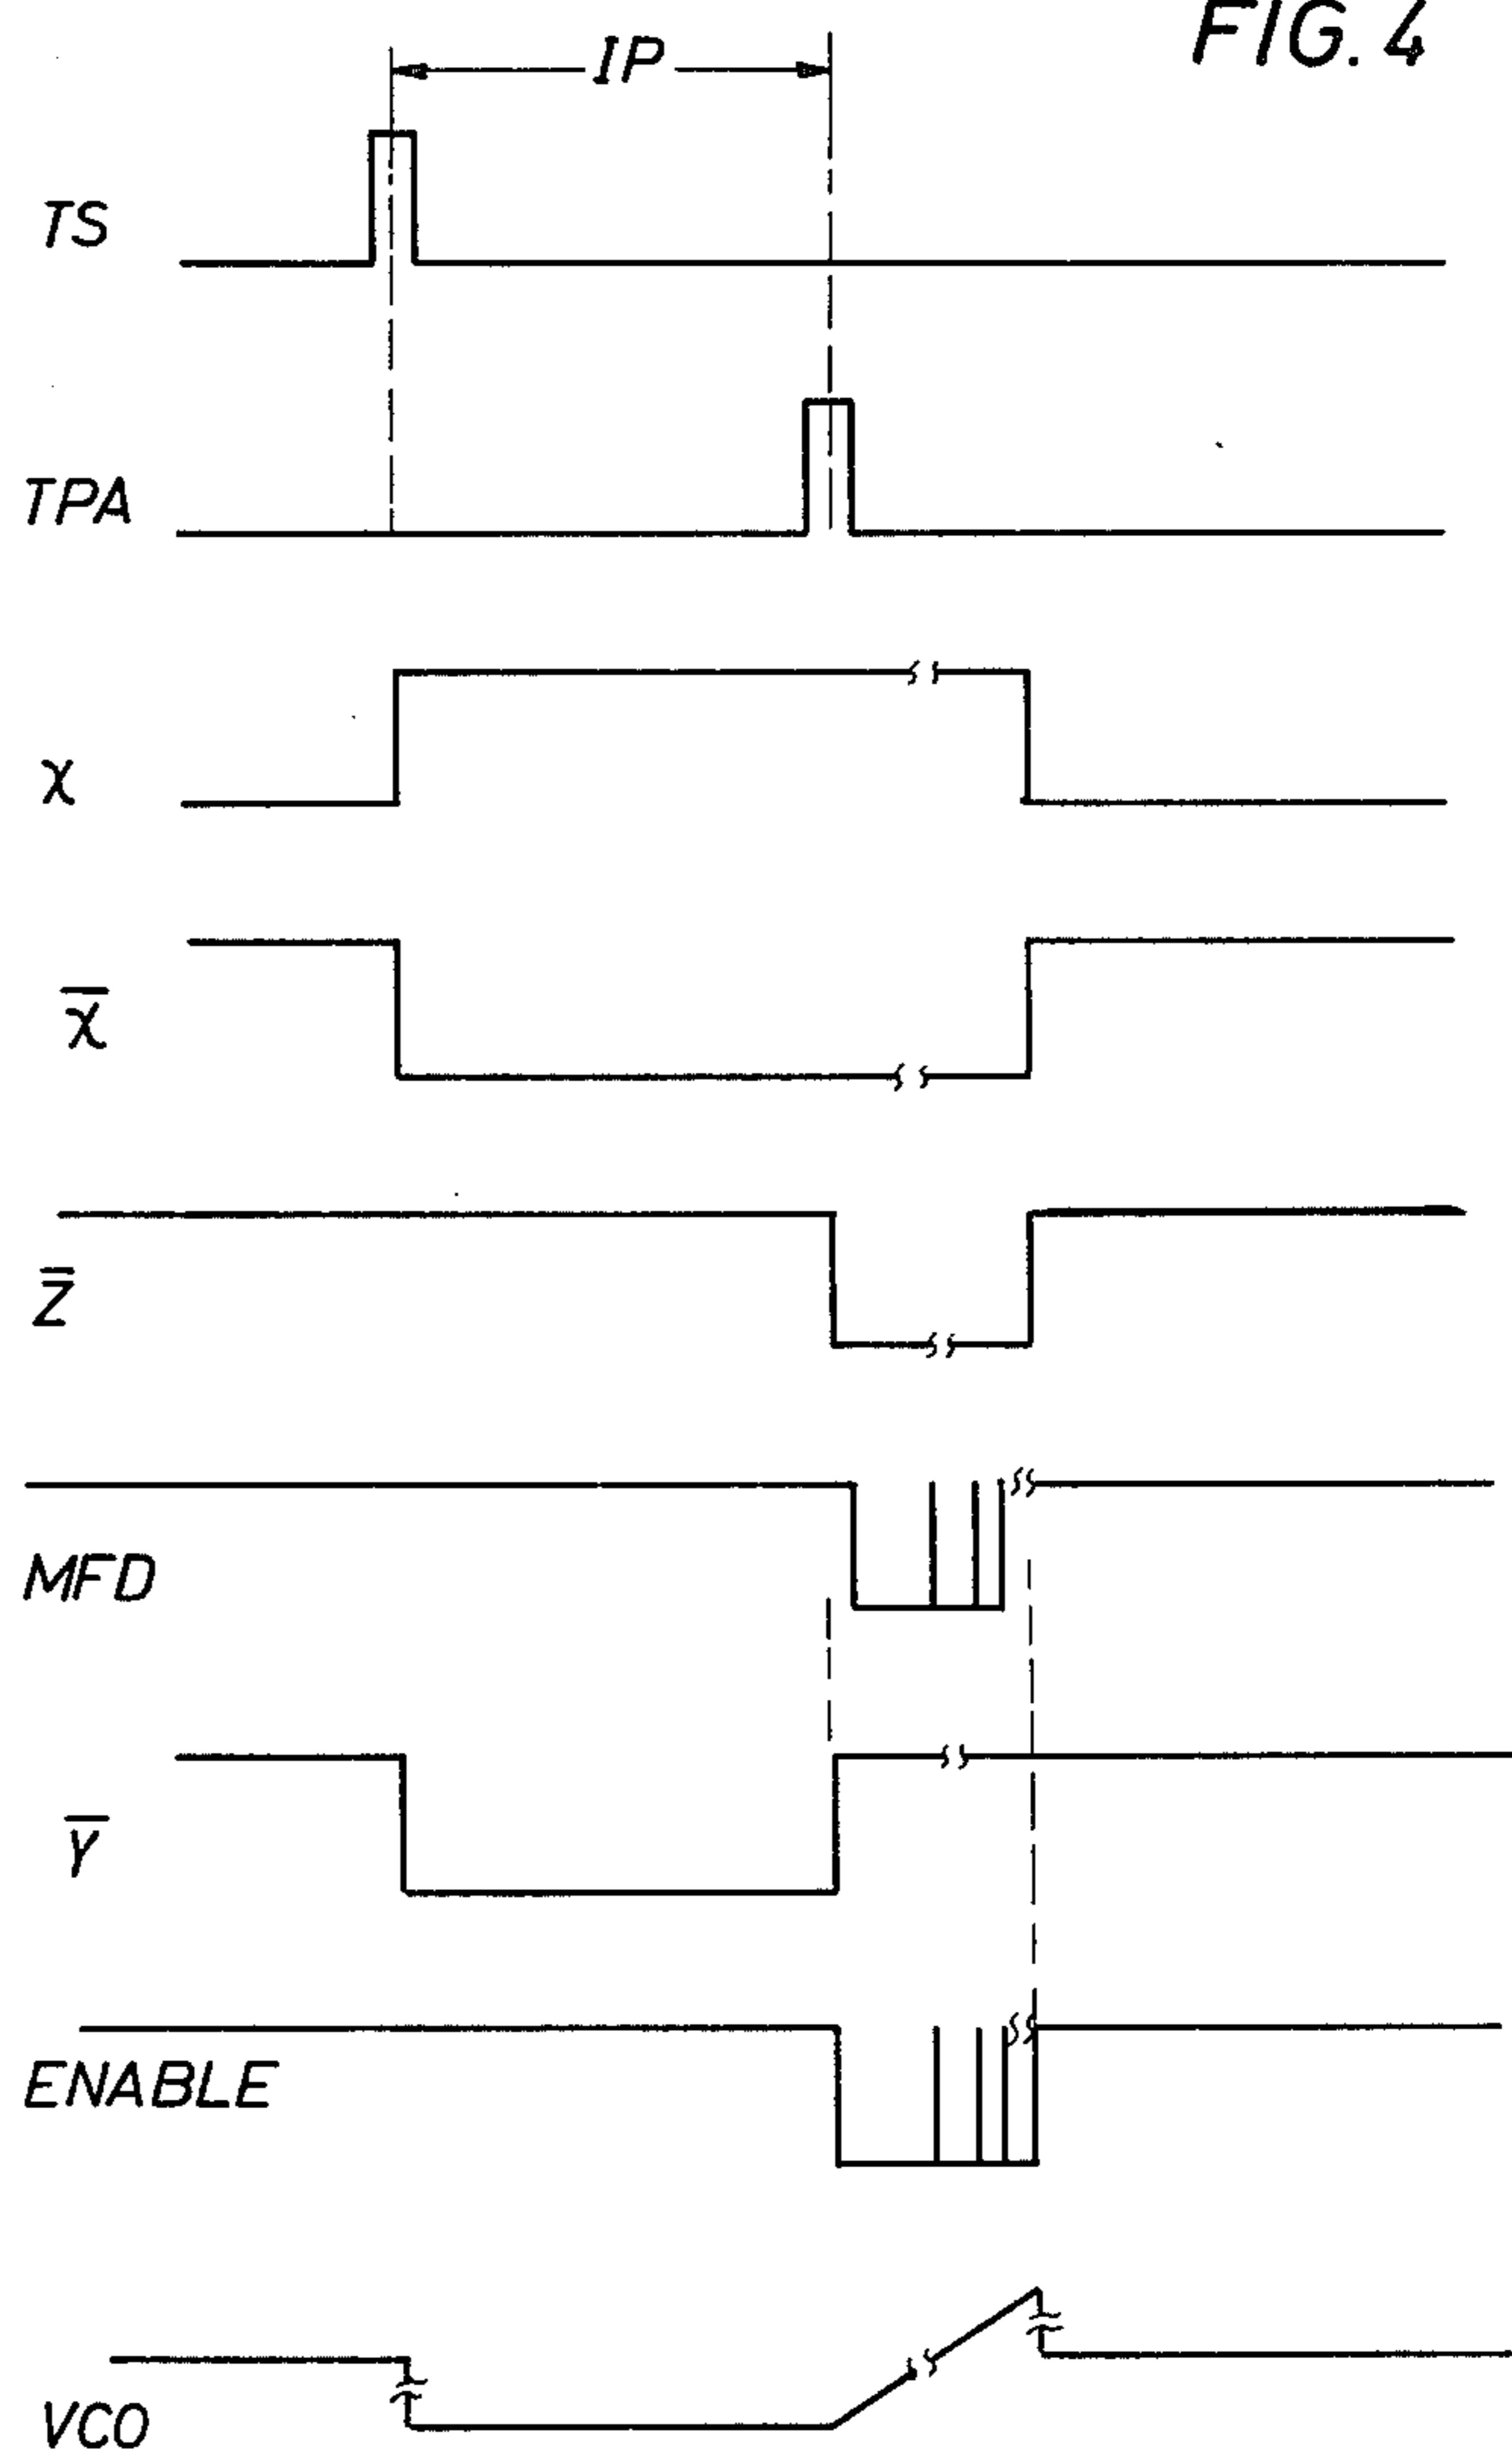 FIG. 4
IP
TS
TPA
χ
χ̅
Z̅
MFD
Y̅
ENABLE
VCO